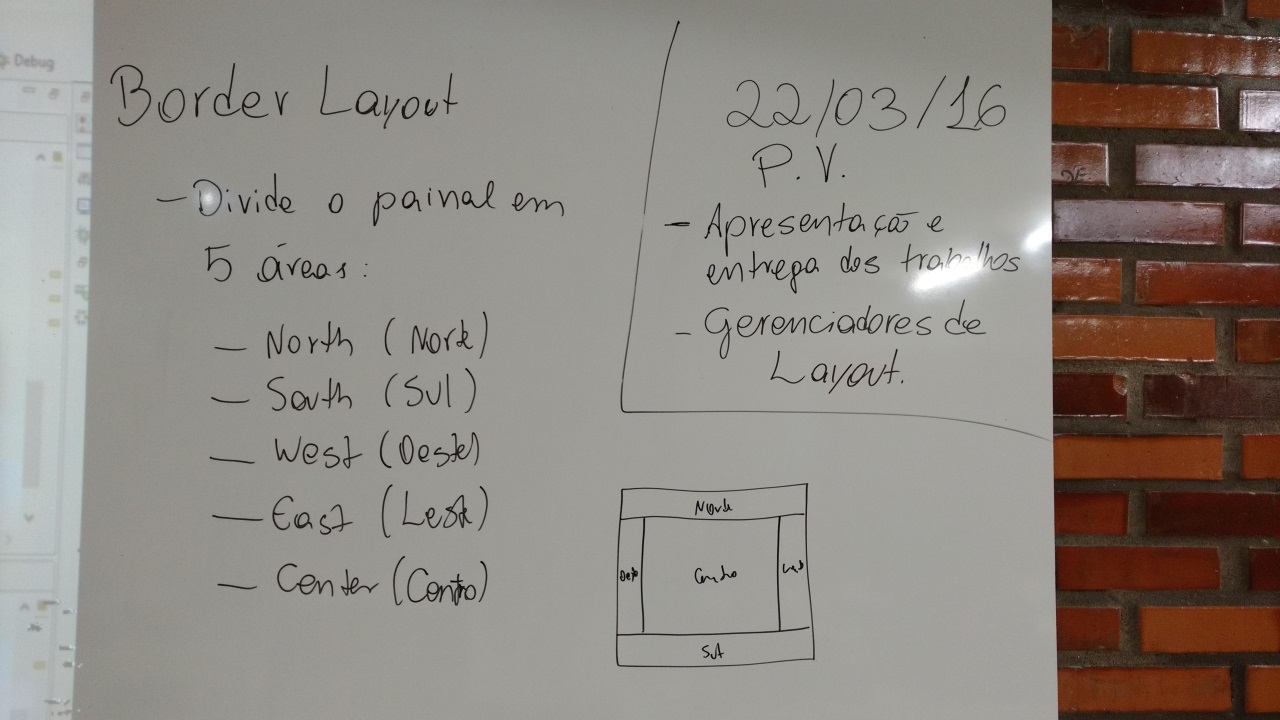 Debug
Border Layout
- Divide o painal em
5 áreas:
- North (Norte)
- South (Sul)
- West (Oeste)
- East (Leste)
- Center (Centro)
22/03/16
P.V.
- Apresentação e
entrega dos trabalhos
- Gerenciadores de
Layout.
Norte
Oeste Centro Leste
Sul